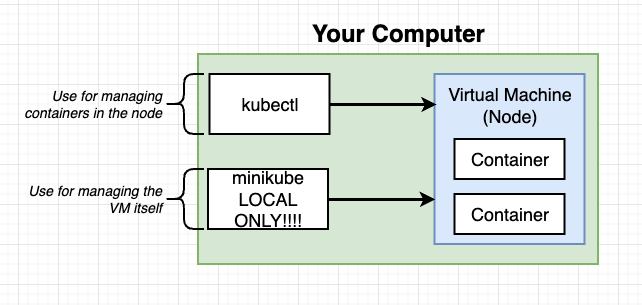 Your Computer
Use for managing
containers in the node
kubectl
Virtual Machine
(Node)
Container
Use for managing the
VM itself
minikube
LOCAL
ONLY!!!!
Container